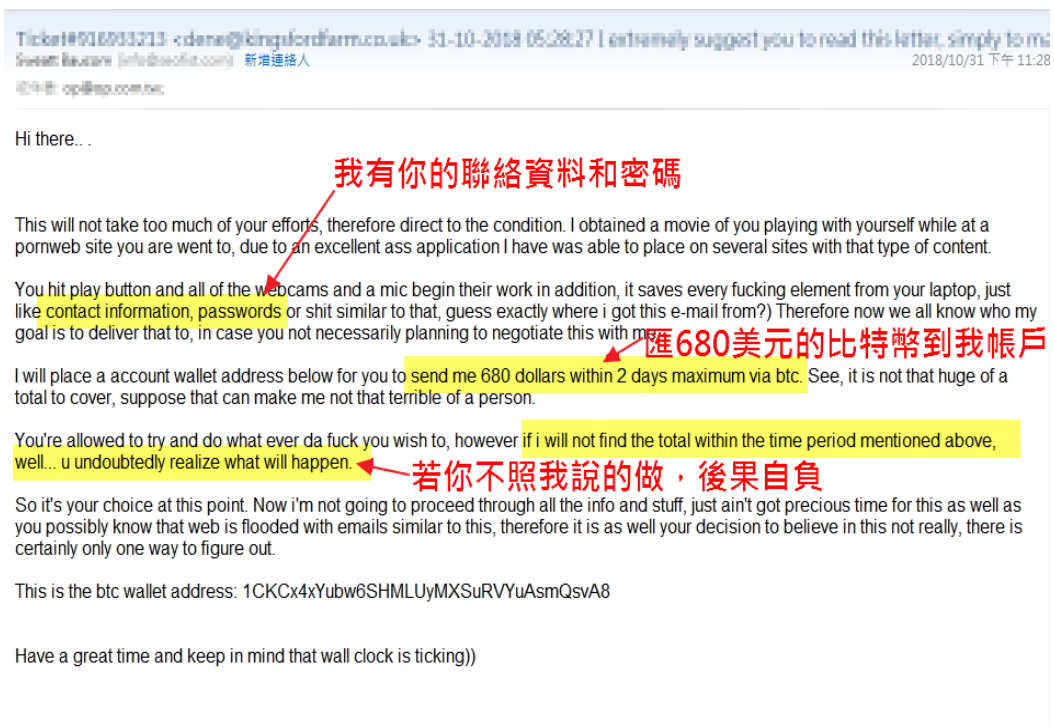 Ticket#916933213 <dene@kingsfordfarm.co.uk> 31-10-2018 05:28:27 I extremely suggest you to read this letter, simply to ma
新增連絡人
2018/10/31 下午 11:28
Hi there.. .
我有你的聯絡資料和密碼
This will not take too much of your efforts, therefore direct to the condition. I obtained a movie of you playing with yourself while at a
pornweb site you are went to, due to an excellent ass application I have was able to place on several sites with that type of content.
You hit play button and all of the webcams and a mic begin their work in addition, it saves every fucking element from your laptop, just
like contact information, passwords or shit similar to that, guess exactly where i got this e-mail from?) Therefore now we all know who my
goal is to deliver that to, in case you not necessarily planning to negotiate this with me
匯680美元的比特幣到我帳戶
I will place a account wallet address below for you to send me 680 dollars within 2 days maximum via btc. See, it is not that huge of a
total to cover, suppose that can make me not that terrible of a person.
You're allowed to try and do what ever da fuck you wish to, however if i will not find the total within the time period mentioned above,
well... u undoubtedly realize what will happen.
若你不照我說的做，後果自負
So it's your choice at this point. Now i'm not going to proceed through all the info and stuff, just ain't got precious time for this as well as
you possibly know that web is flooded with emails similar to this, therefore it is as well your decision to believe in this not really, there is
certainly only one way to figure out.
This is the btc wallet address: 1CKCx4xYubw6SHMLUyMXSuRVYuAsmQsvA8
Have a great time and keep in mind that wall clock is ticking))